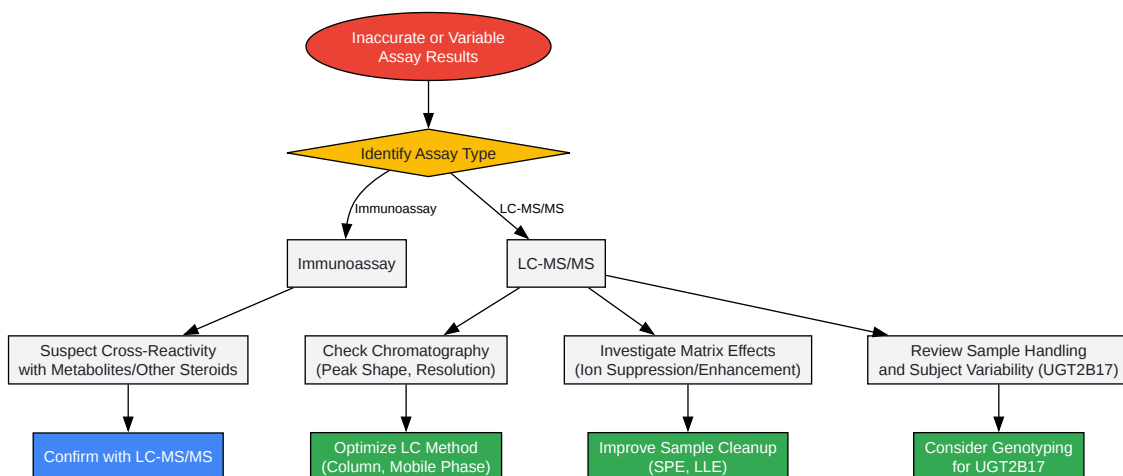 Inaccurate or Variable
Assay Results
Identify Assay Type
Immunoassay
LC-MS/MS
Immunoassay
LC-MS/MS
Suspect Cross-Reactivity
with Metabolites/Other Steroids
Check Chromatography
(Peak Shape, Resolution)
Investigate Matrix Effects
(Ion Suppression/Enhancement)
Review Sample Handling
and Subject Variability (UGT2B17)
Confirm with LC-MS/MS
Optimize LC Method
(Column, Mobile Phase)
Improve Sample Cleanup
(SPE, LLE)
Consider Genotyping
for UGT2B17